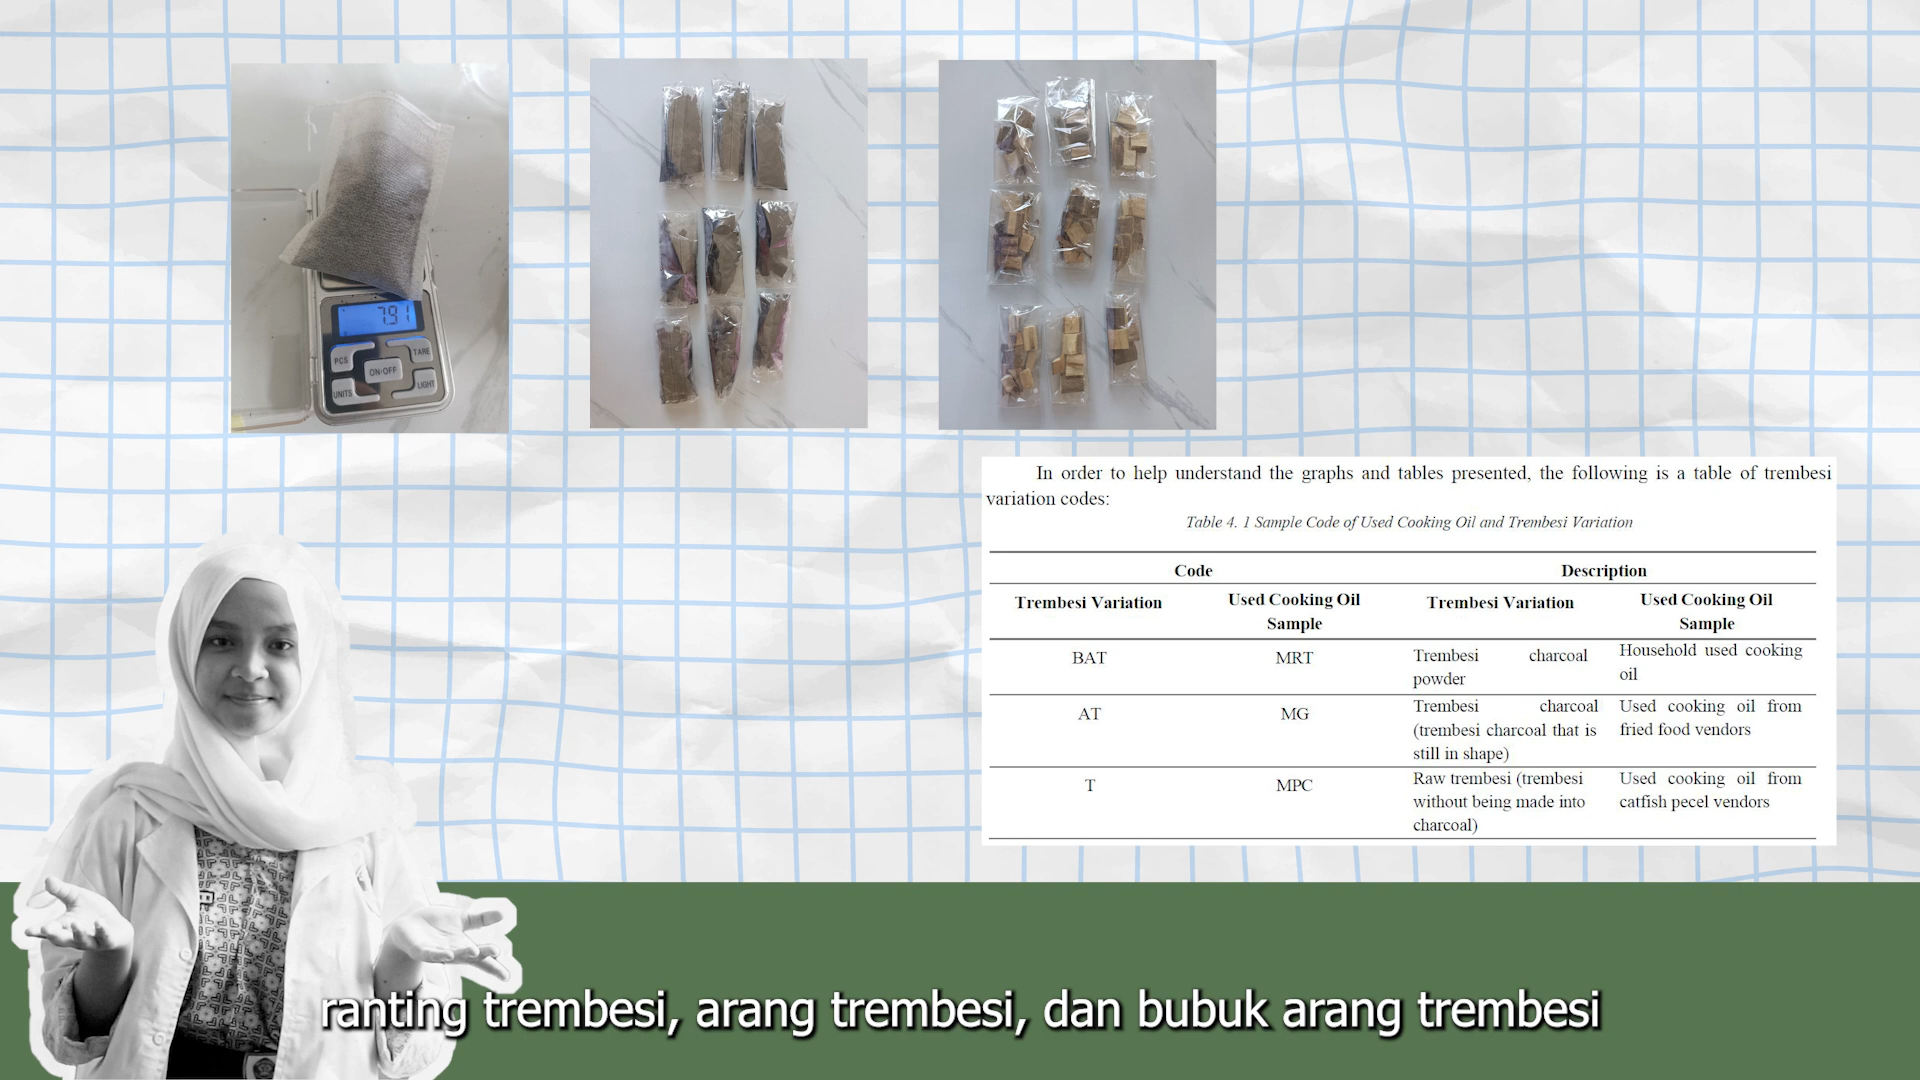 7.91
PCS
TARE
ON/OFF
UNITS
LIGHT
In order to help understand the graphs and tables presented, the following is a table of trembesi
variation codes:
Table 4. 1 Sample Code of Used Cooking Oil and Trembesi Variation
Code Description
Trembesi Variation Used Cooking Oil Sample Trembesi Variation Used Cooking Oil Sample
BAT MRT Trembesi charcoal powder Household used cooking oil
AT MG Trembesi charcoal (trembesi charcoal that is still in shape) Used cooking oil from fried food vendors
T MPC Raw trembesi (trembesi without being made into charcoal) Used cooking oil from catfish pecel vendors
ranting trembesi, arang trembesi, dan bubuk arang trembesi